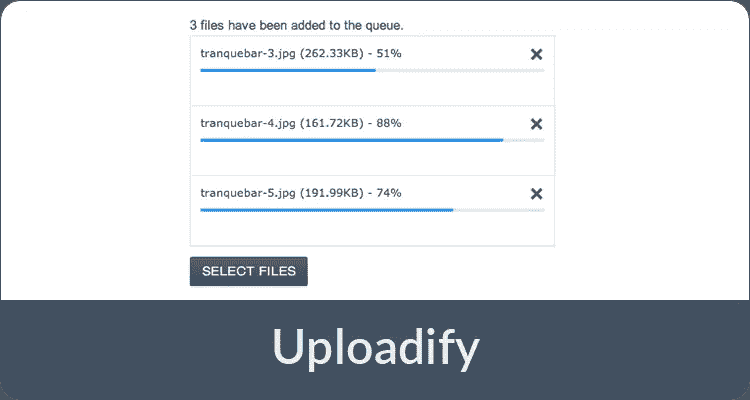 3 files have been added to the queue.
tranquebar-3.jpg (262.33KB) - 51%
tranquebar-4.jpg (161.72KB) - 88%
tranquebar-5.jpg (191.99KB) - 74%
SELECT FILES
Uploadify